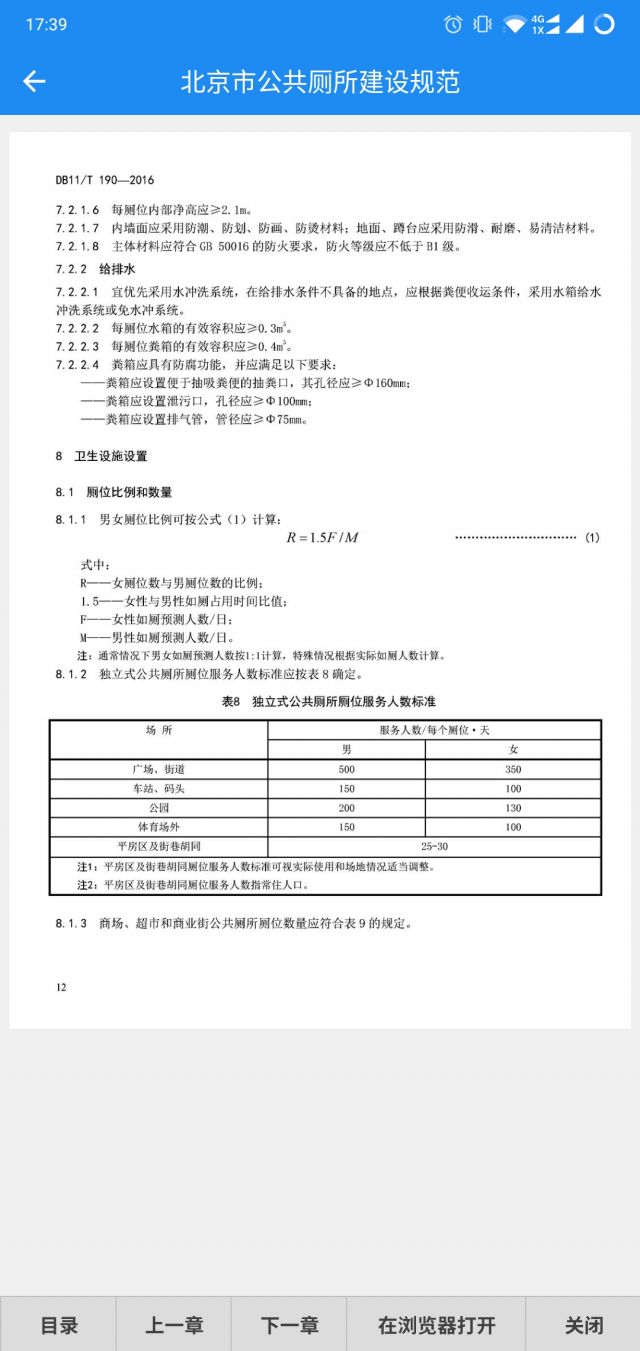 17:39
4G
1X
北京市公共厕所建设规范
DB11/T 190—2016
7.2.1.6 每厕位内部净高应≥2.1m。
7.2.1.7 内墙面应采用防潮、防划、防画、防烫材料；地面、蹲台应采用防滑、耐磨、易清洁材料。
7.2.1.8 主体材料应符合 GB 50016 的防火要求，防火等级应不低于 B1 级。
7.2.2 给排水
7.2.2.1 宜优先采用水冲洗系统，在给排水条件不具备的地点，应根据粪便收运条件，采用水箱给水
冲洗系统或免水冲系统。
7.2.2.2 每厕位水箱的有效容积应≥0.3m³。
7.2.2.3 每厕位粪箱的有效容积应≥0.4m³。
7.2.2.4 粪箱应具有防腐功能，并应满足以下要求：
——粪箱应设置便于抽吸粪便的抽粪口，其孔径应≥Φ160mm；
——粪箱应设置泄污口，孔径应≥Φ100mm；
——粪箱应设置排气管，管径应≥Φ75mm。
8 卫生设施设置
8.1 厕位比例和数量
8.1.1 男女厕位比例可按公式（1）计算：
R = 1.5F / M ………………………… (1)
式中：
R——女厕位数与男厕位数的比例；
1.5——女性与男性如厕占用时间比值；
F——女性如厕预测人数/日；
M——男性如厕预测人数/日。
注：通常情况下男女如厕预测人数按1:1计算，特殊情况根据实际如厕人数计算。
8.1.2 独立式公共厕所厕位服务人数标准应按表 8 确定。
表8 独立式公共厕所厕位服务人数标准
场 所 服务人数/每个厕位·天
男 女
广场、街道 500 350
车站、码头 150 100
公园 200 130
体育场外 150 100
平房区及街巷胡同 25-30
注1：平房区及街巷胡同厕位服务人数标准可视实际使用和场地情况适当调整。
注2：平房区及街巷胡同厕位服务人数指常住人口。
8.1.3 商场、超市和商业街公共厕所厕位数量应符合表 9 的规定。
12
目录 上一章 下一章 在浏览器打开 关闭